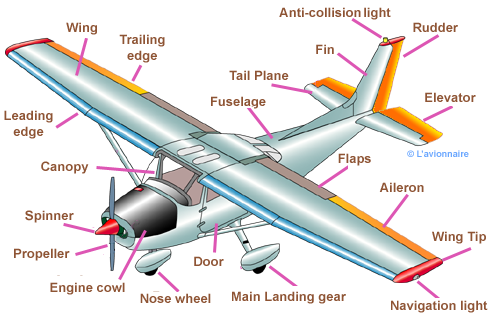 Anti-collision light
Wing
Rudder
Trailing
edge
Fin
Tail Plane
Elevator
Fuselage
Leading
edge
© L'avionnaire
Flaps
Canopy
Aileron
Spinner
Wing Tip
Propeller
Door
Engine cowl
Nose wheel
Main Landing gear
Navigation light